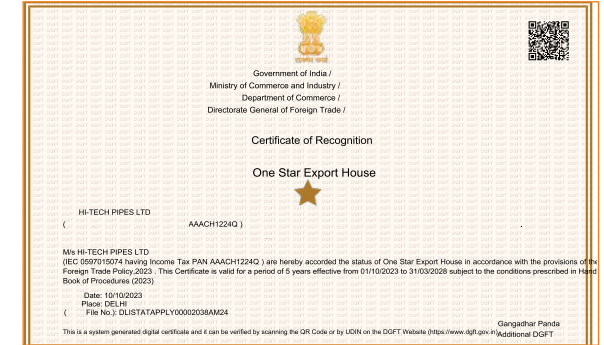 Government of India /
Ministry of Commerce and Industry /
Department of Commerce /
Directorate General of Foreign Trade /
Certificate of Recognition
One Star Export House
HI-TECH PIPES LTD
( AAACH1224Q )
M/s HI-TECH PIPES LTD
(IEC 0597015074 having Income Tax PAN AAACH1224Q ) are hereby accorded the status of One Star Export House in accordance with the provisions of the
Foreign Trade Policy,2023 . This Certificate is valid for a period of 5 years effective from 01/10/2023 to 31/03/2028 subject to the conditions prescribed in Hand
Book of Procedures (2023)
Date: 10/10/2023
Place: DELHI
( File No.): DLISTATAPPLY00002038AM24
This is a system generated digital certificate and it can be verified by scanning the QR Code or by UDIN on the DGFT Website (https://www.dgft.gov.in)
Gangadhar Panda
Additional DGFT